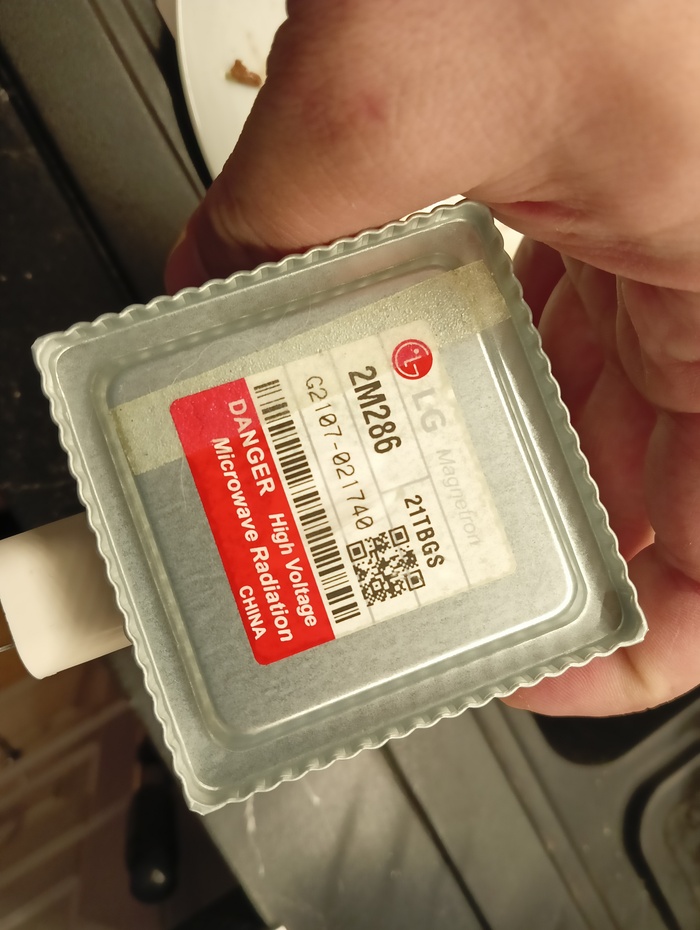 LG
Magnetron
2M286
21TBGS
G2107-021740
DANGER High Voltage
Microwave Radiation
CHINA